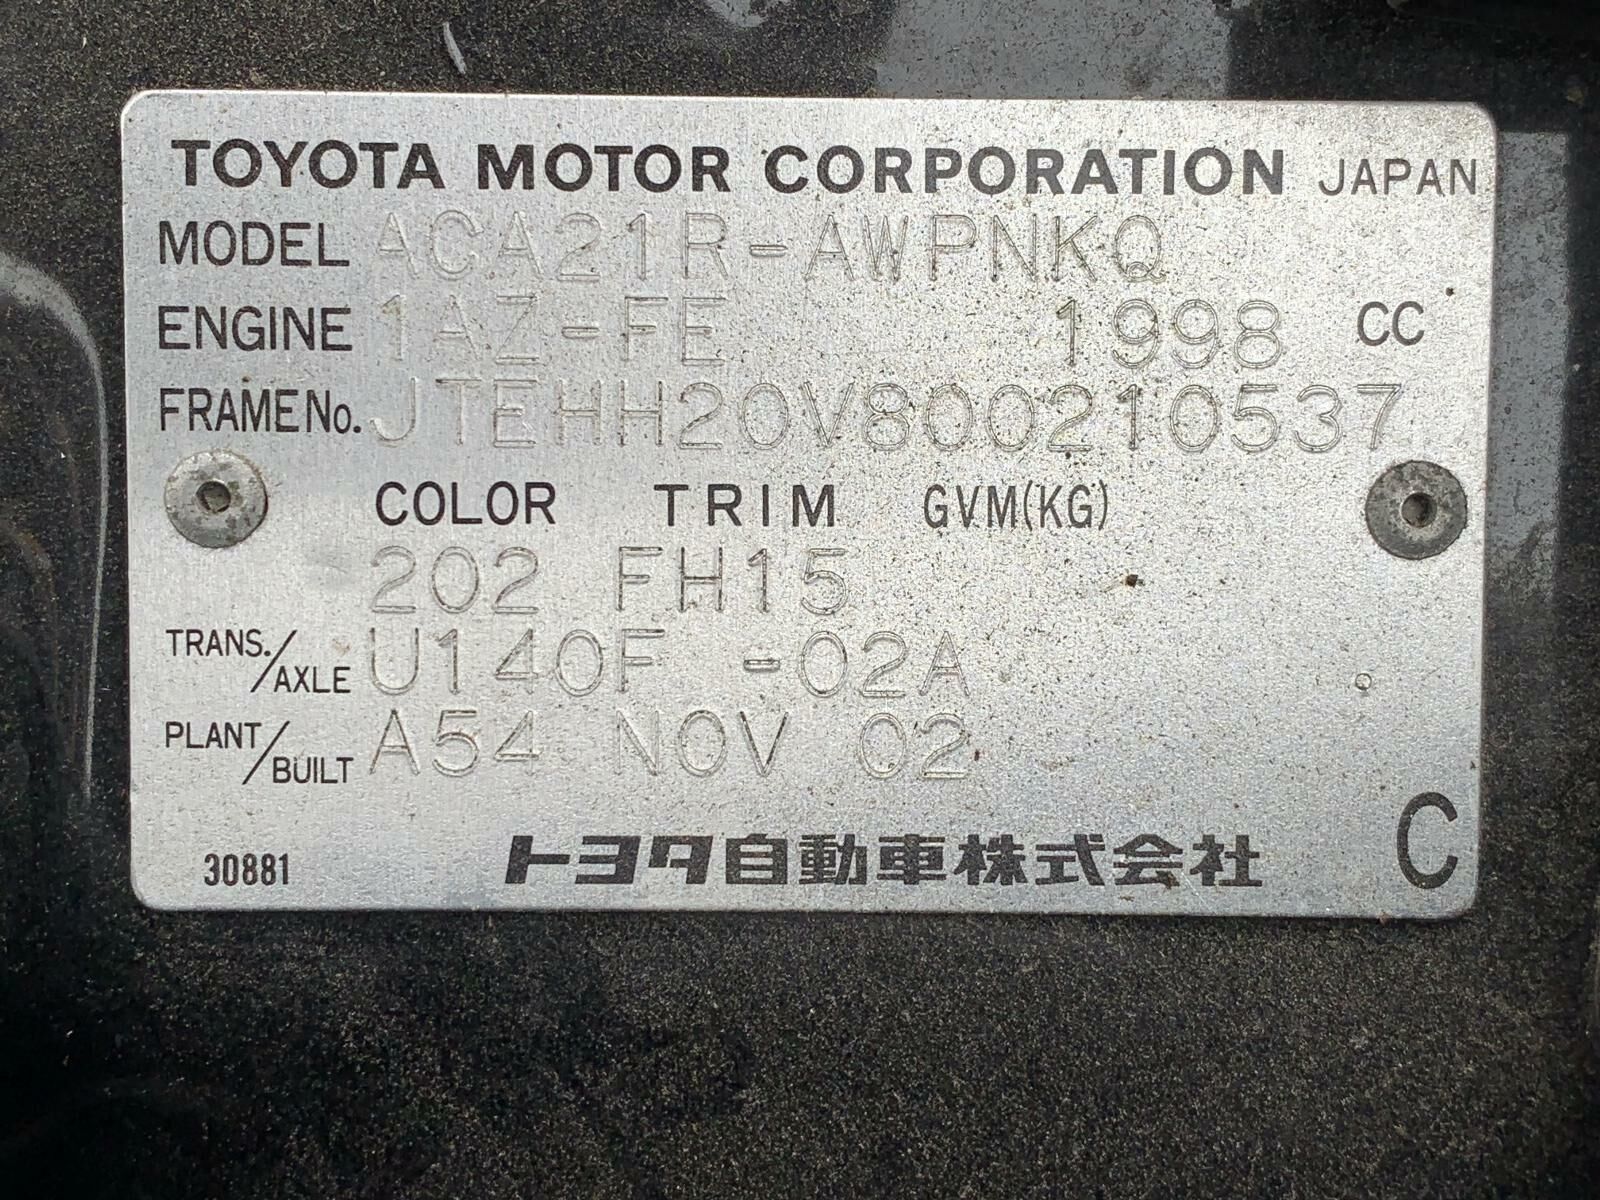 TOYOTA MOTOR CORPORATION JAPAN
MODEL ACA21R-AWPNKQ
ENGINE 1AZ-FE 1998 CC
FRAME No. JTEHH20V800210537
COLOR TRIM GVM(KG)
202 FH15
TRANS./AXLE U140F -02A
PLANT/BUILT A54 NOV 02
30881 トヨタ自動車株式会社 C